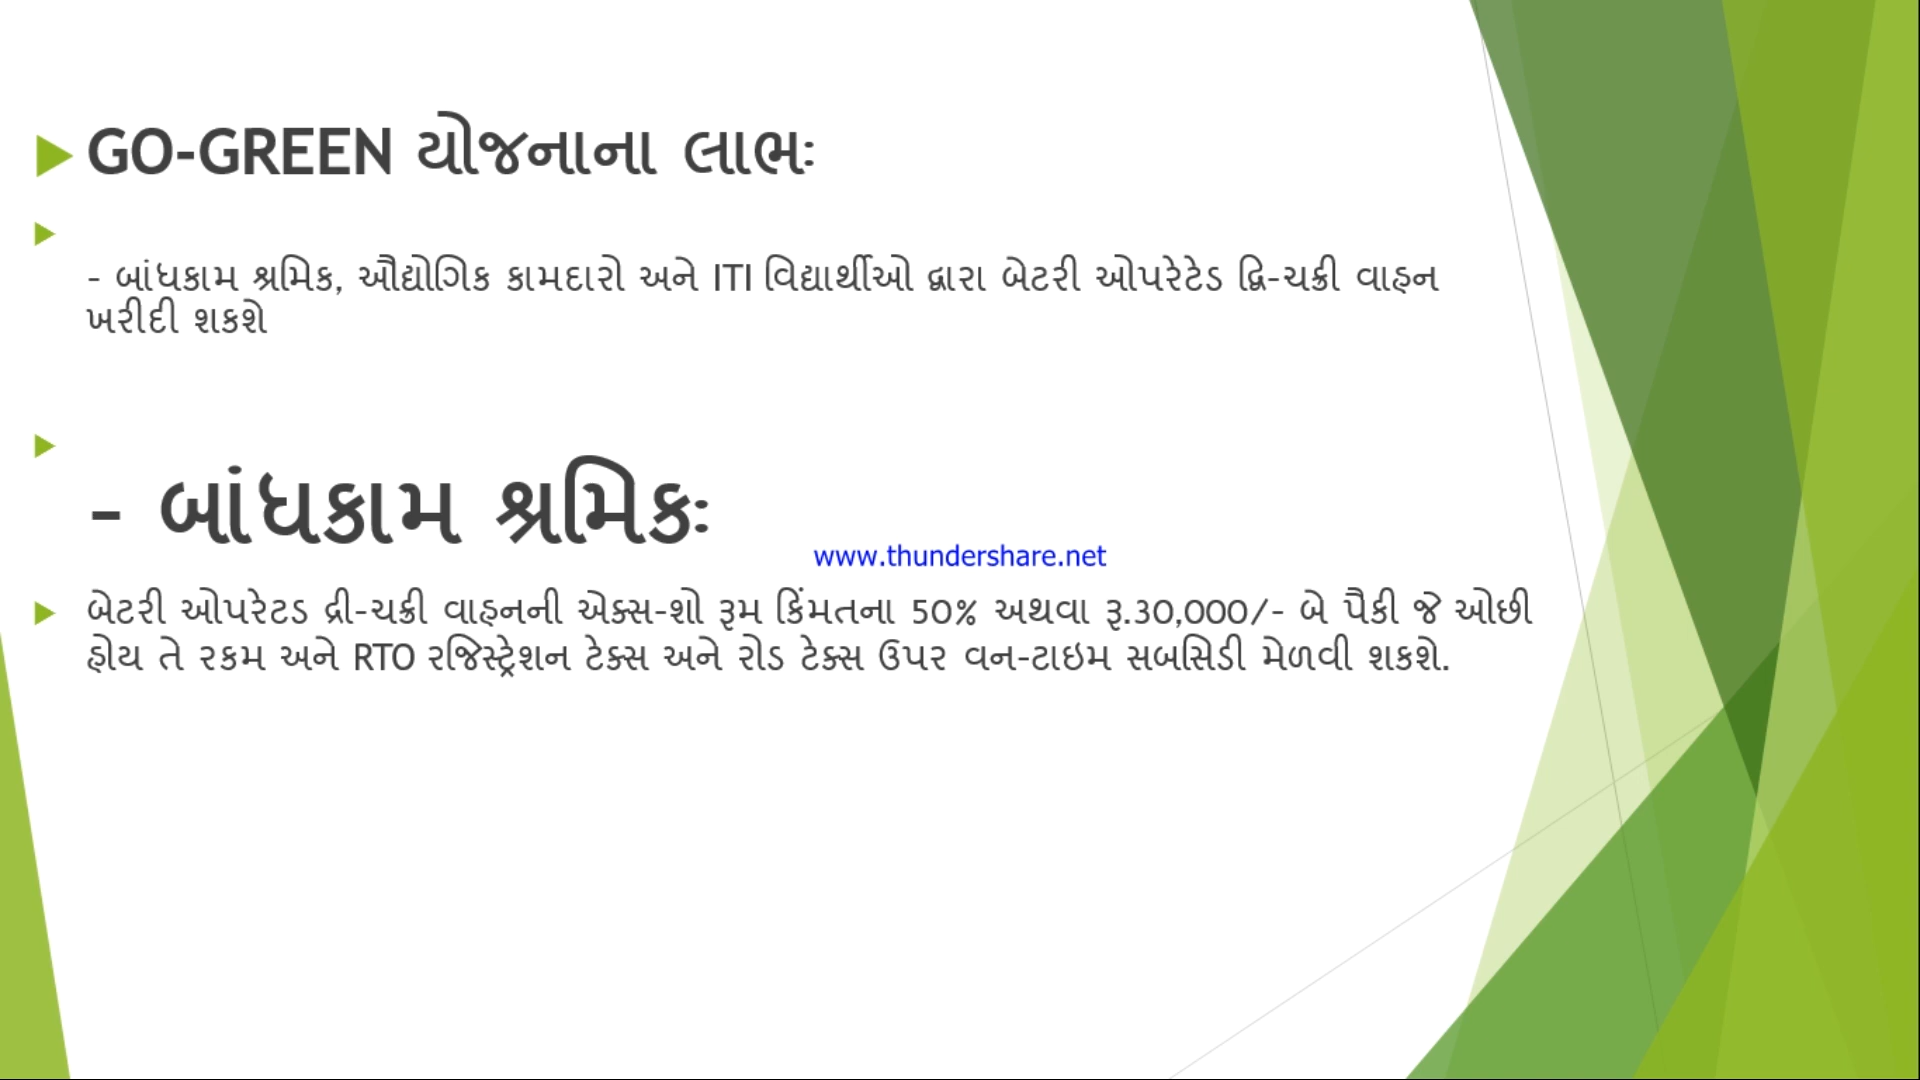 GO-GREEN યોજનાના લાભઃ
- બાંધકામ શ્રમિક, ઔદ્યોગિક કામદારો અને ITI વિદ્યાર્થીઓ દ્વારા બેટરી ઓપરેટેડ દ્વિ-ચક્રી વાહન
ખરીદી શકશે
- બાંધકામ શ્રમિકઃ
www.thundershare.net
બેટરી ઓપરેટડ દ્રી-ચક્રી વાહનની એક્સ-શો રૂમ કિંમતના 50% અથવા રૂ.30,000/- બે પૈકી જે ઓછી
હોય તે રકમ અને RTO રજિસ્ટ્રેશન ટેક્સ અને રોડ ટેક્સ ઉપર વન-ટાઇમ સબસિડી મેળવી શકશે.